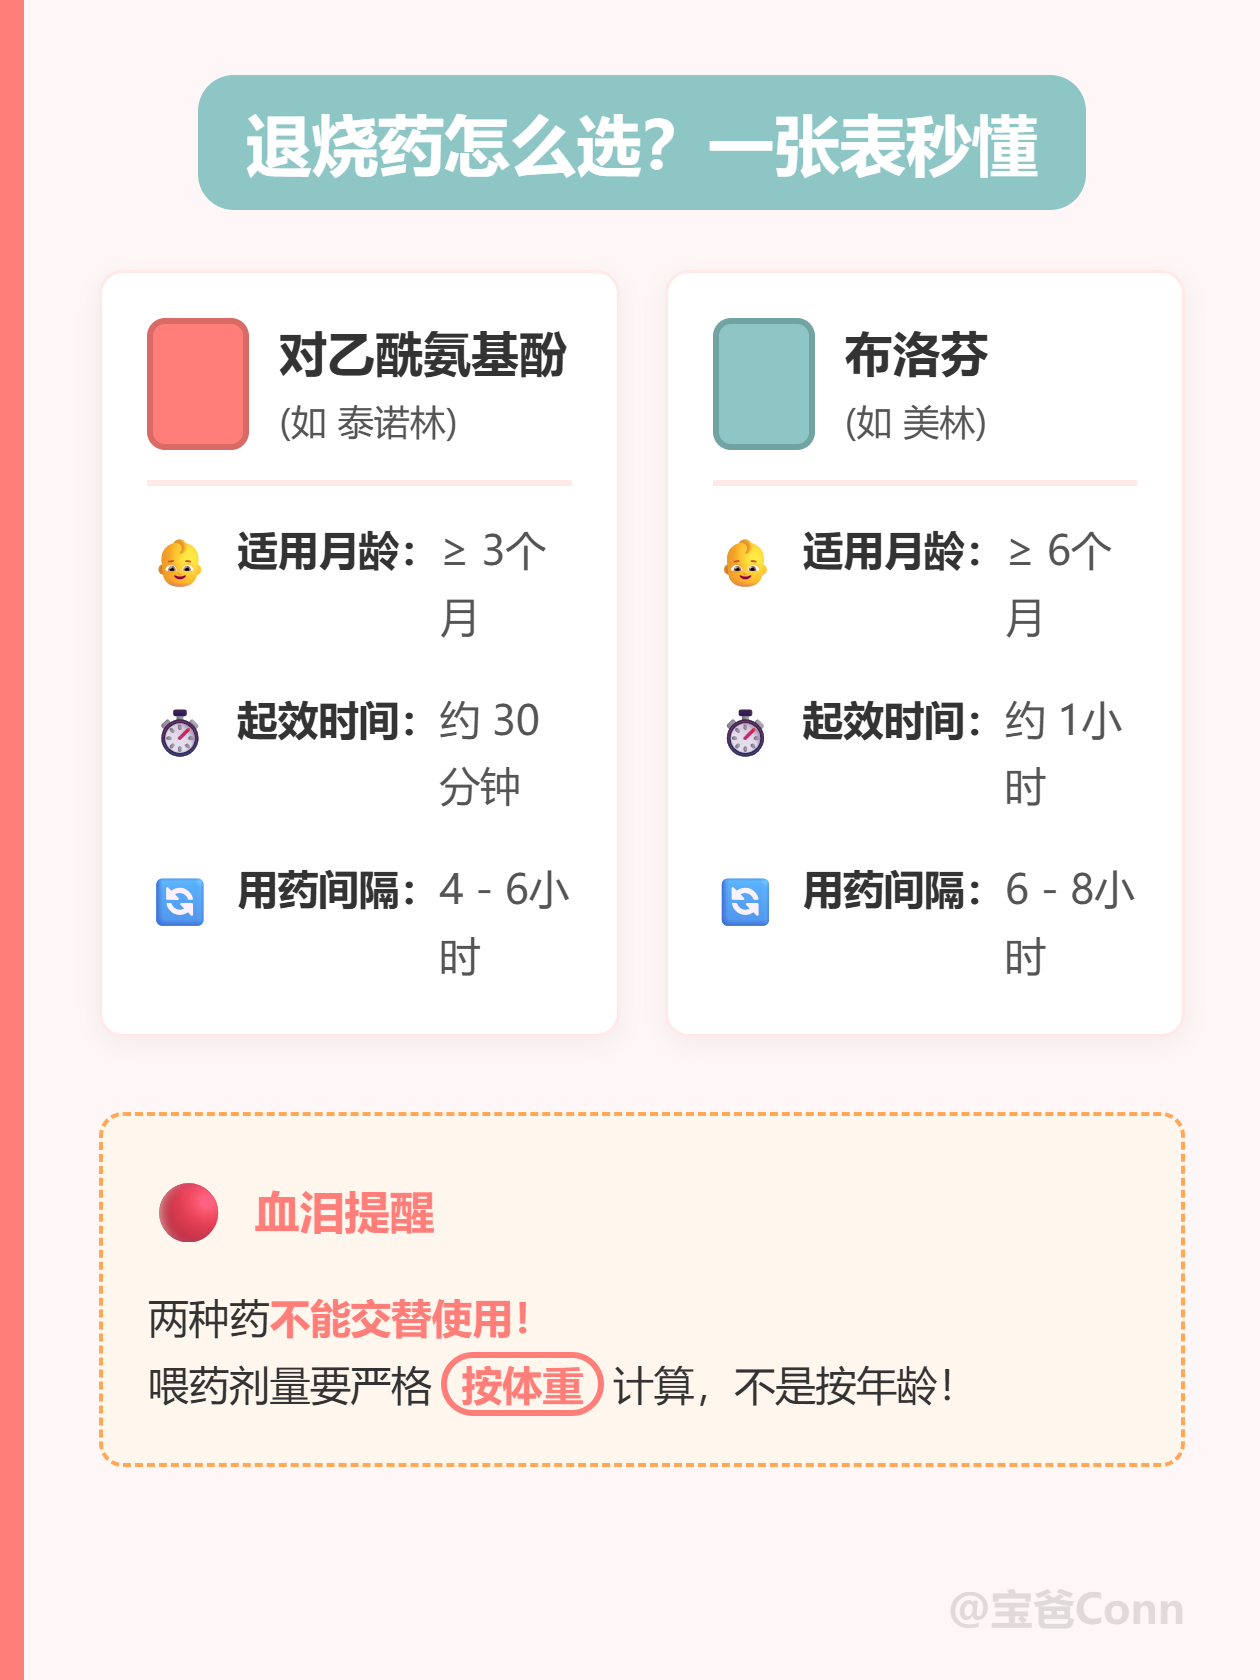 退烧药怎么选？一张表秒懂
对乙酰氨基酚
(如 泰诺林)
适用月龄：≥ 3个
月
起效时间：约 30
分钟
用药间隔：4 - 6小
时
布洛芬
(如 美林)
适用月龄：≥ 6个
月
起效时间：约 1小
时
用药间隔：6 - 8小
时
血泪提醒
两种药不能交替使用！
喂药剂量要严格 按体重 计算，不是按年龄！
@宝爸Conn